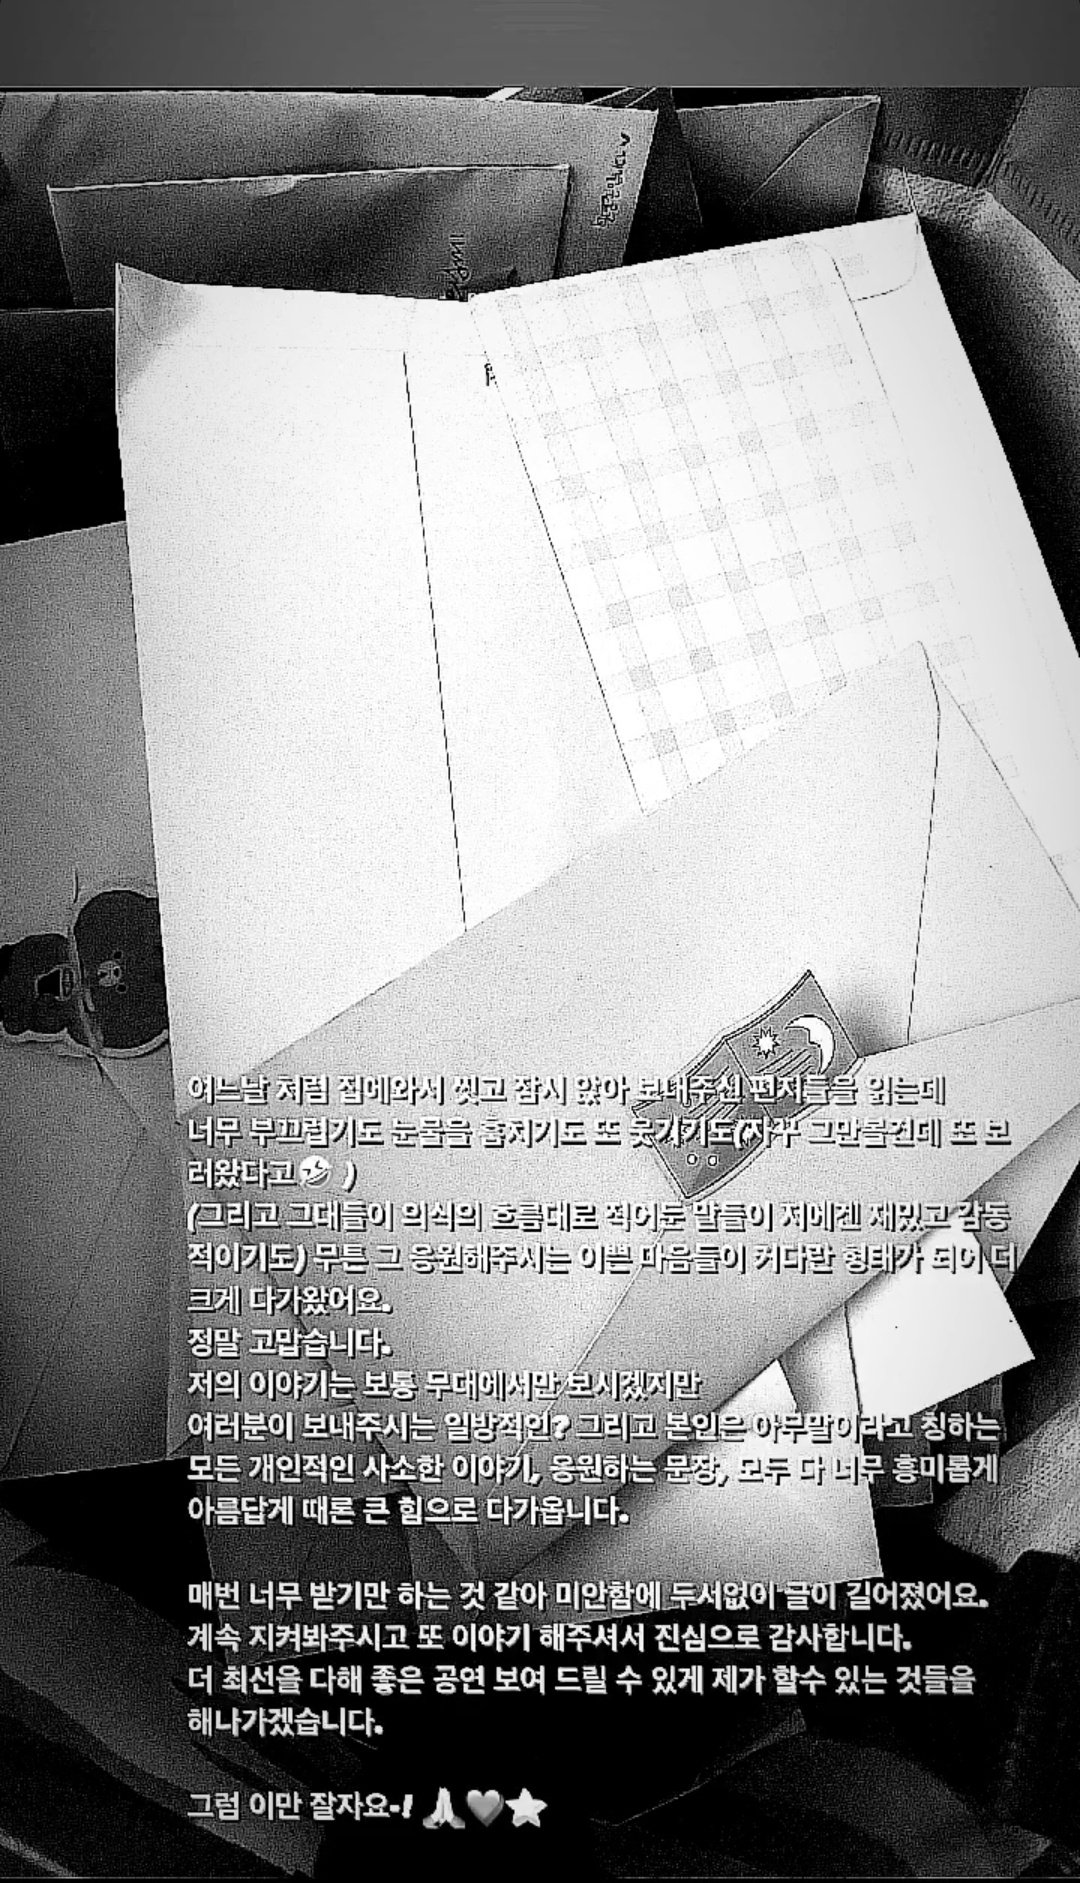 여느날 처럼 집에와서 씻고 잠시 앉아 보내주신 편지들을 읽는데
너무 부끄럽기도 눈물을 훔치기도 또 웃기기도(자꾸 그만볼건데 또 보
러왔다고🤣 )
(그리고 그대들이 의식의 흐름대로 적어둔 말들이 저에겐 재밌고 감동
적이기도) 무튼 그 응원해주시는 이쁜 마음들이 커다란 형태가 되어 더
크게 다가왔어요.
정말 고맙습니다.
저의 이야기는 보통 무대에서만 보시겠지만
여러분이 보내주시는 일방적인? 그리고 본인은 아무말이라고 칭하는
모든 개인적인 사소한 이야기, 응원하는 문장, 모두 다 너무 흥미롭게
아름답게 때론 큰 힘으로 다가옵니다.
매번 너무 받기만 하는 것 같아 미안함에 두서없이 글이 길어졌어요.
계속 지켜봐주시고 또 이야기 해주셔서 진심으로 감사합니다.
더 최선을 다해 좋은 공연 보여 드릴 수 있게 제가 할수 있는 것들을
해나가겠습니다.
그럼 이만 잘자요-! 🙏❤️⭐